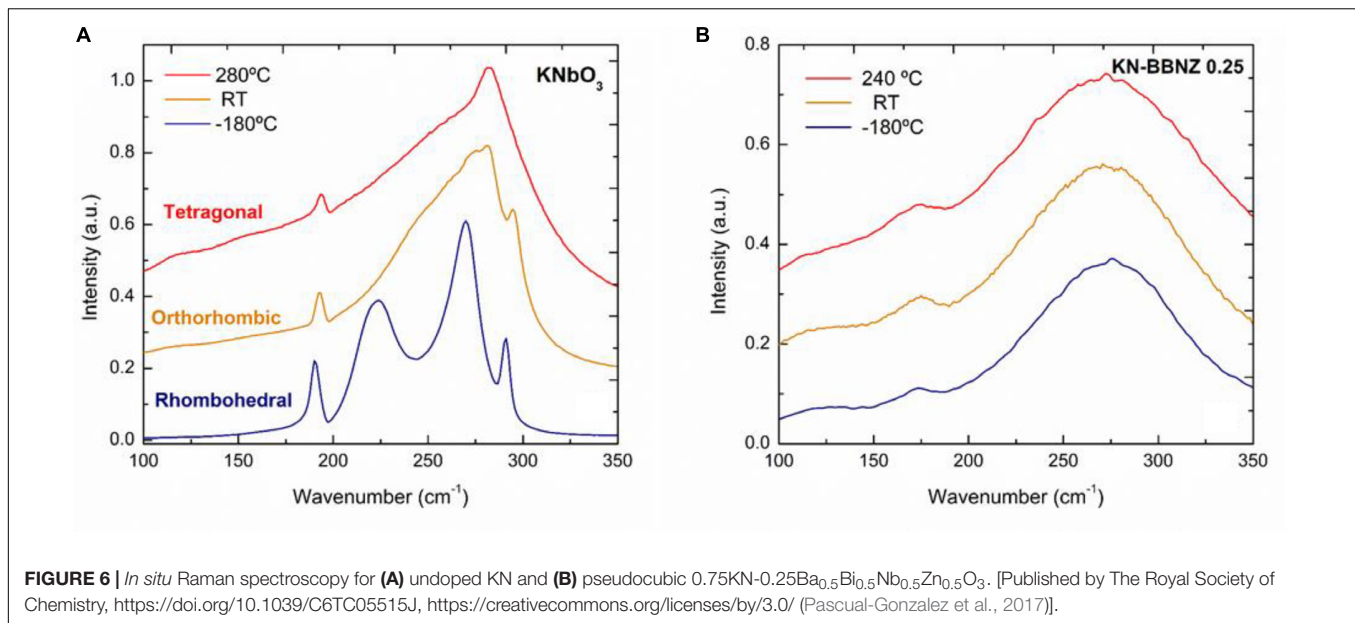 A
280ºC
RT
-180ºC
KNbO₃
Tetragonal
Orthorhombic
Rhombohedral
Intensity (a.u.)
1.0
0.8
0.6
0.4
0.2
0.0
100 150 200 250 300 350
Wavenumber (cm⁻¹)
B
240 ºC
RT
-180ºC
KN-BBNZ 0.25
Intensity (a.u.)
0.8
0.6
0.4
0.2
0.0
100 150 200 250 300 350
Wavenumber (cm⁻¹)
FIGURE 6 | In situ Raman spectroscopy for (A) undoped KN and (B) pseudocubic 0.75KN-0.25Ba₀.₅Bi₀.₅Nb₀.₅Zn₀.₅O₃. [Published by The Royal Society of
Chemistry, https://doi.org/10.1039/C6TC05515J, https://creativecommons.org/licenses/by/3.0/ (Pascual-Gonzalez et al., 2017)].